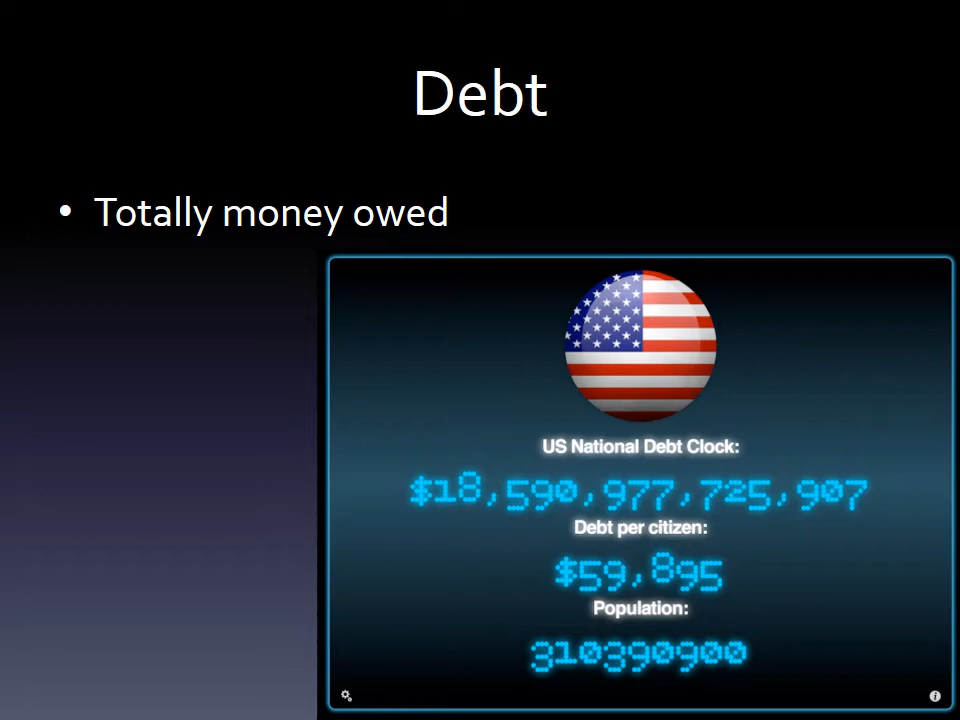 Debt
• Totally money owed
US National Debt Clock:
$18,590,977,725,907
Debt per citizen:
$59,895
Population:
310390900